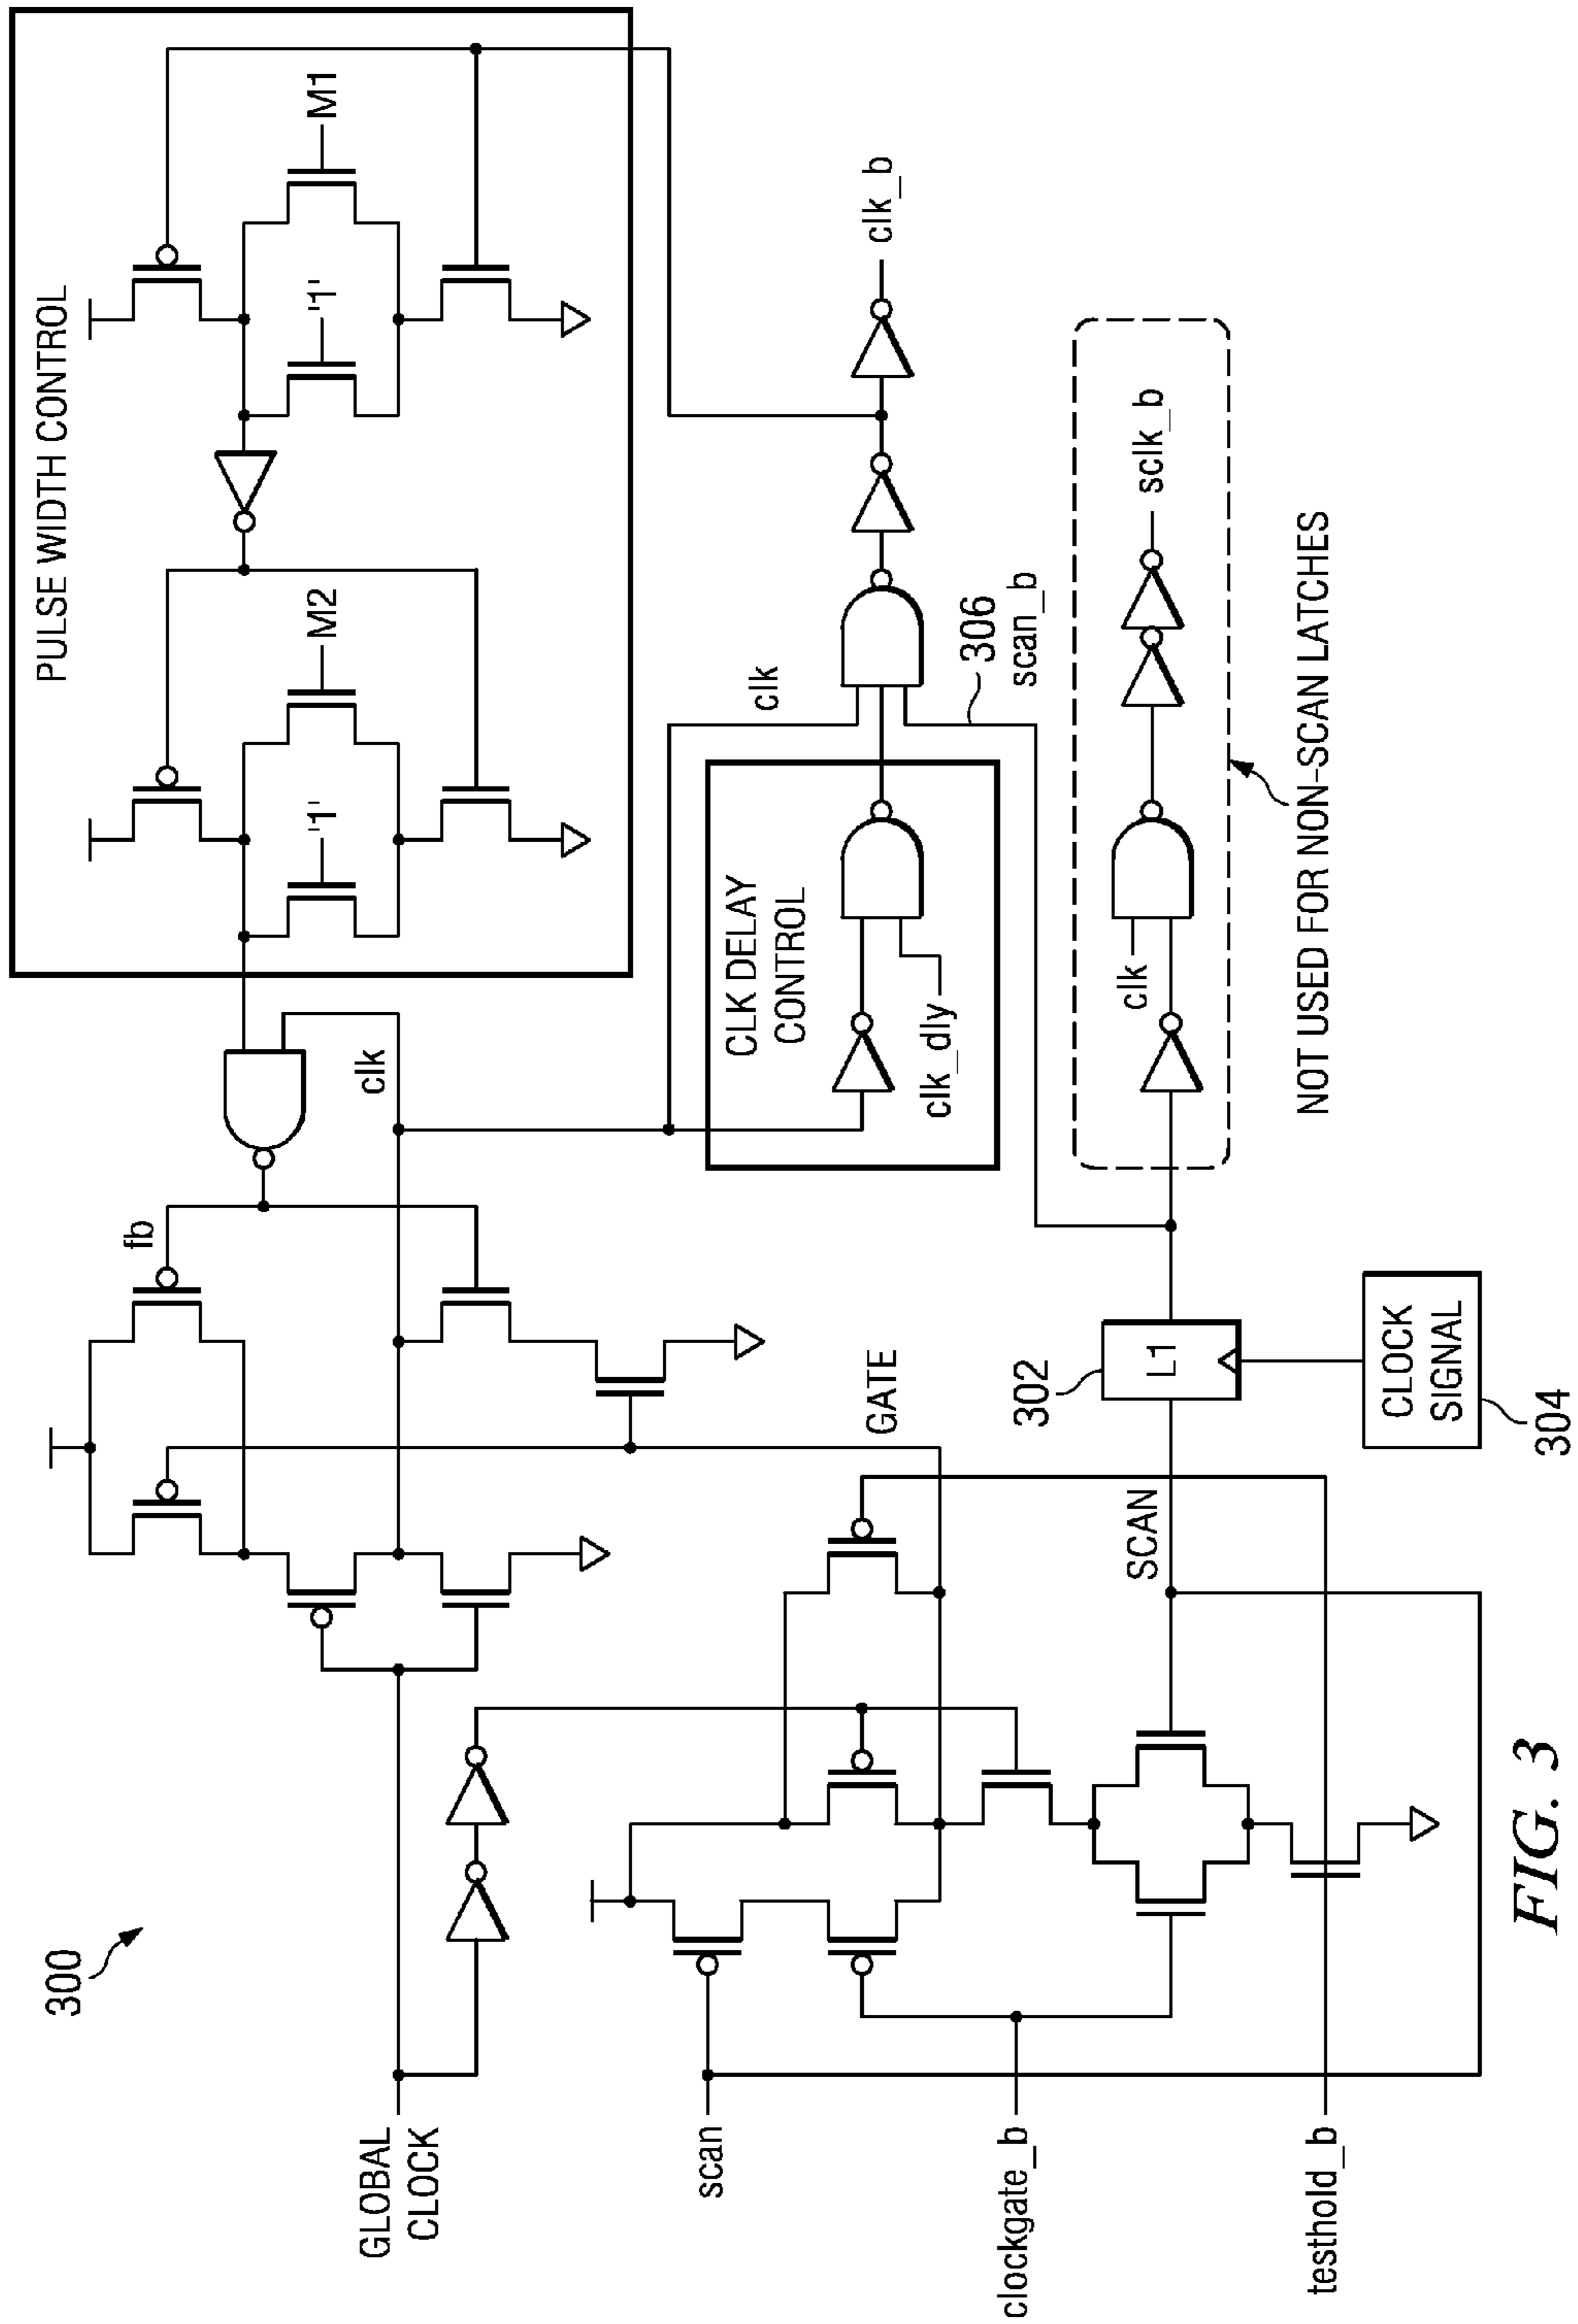 300
GLOBAL
CLOCK
scan
clockgate_b
testhold_b
fb
clk
GATE
SCAN
302
L1
CLOCK
SIGNAL
304
PULSE WIDTH CONTROL
'1'
M2
'1'
M1
CLK DELAY
CONTROL
clk_dly
clk
306
scan_b
clk_b
clk
sclk_b
NOT USED FOR NON-SCAN LATCHES
FIG. 3